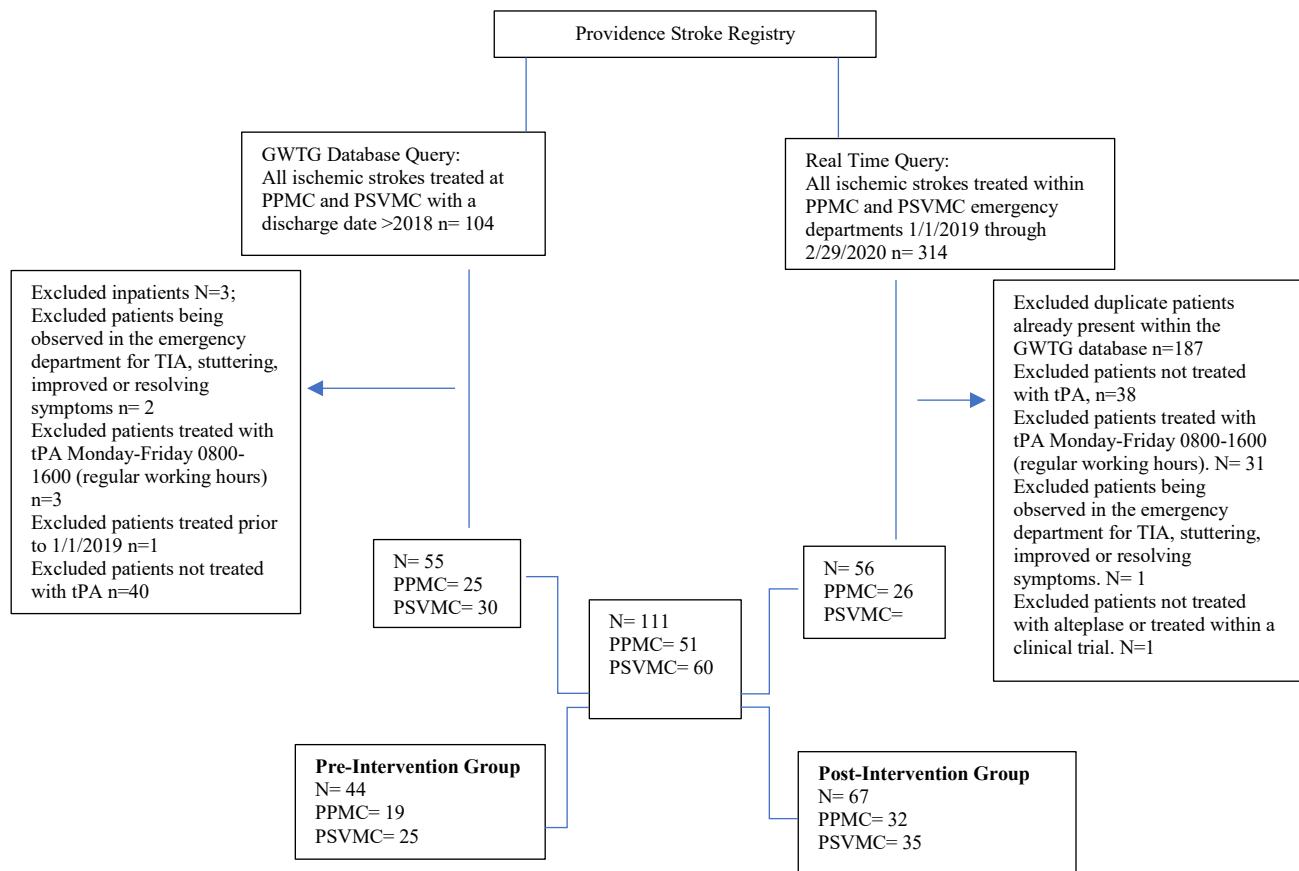 Providence Stroke Registry
GWTG Database Query:
All ischemic strokes treated at
PPMC and PSVMC with a
discharge date >2018 n= 104
Real Time Query:
All ischemic strokes treated within
PPMC and PSVMC emergency
departments 1/1/2019 through
2/29/2020 n= 314
Excluded inpatients N=3;
Excluded patients being
observed in the emergency
department for TIA, stuttering,
improved or resolving
symptoms n= 2
Excluded patients treated with
tPA Monday-Friday 0800-
1600 (regular working hours)
n=3
Excluded patients treated prior
to 1/1/2019 n=1
Excluded patients not treated
with tPA n=40
Excluded duplicate patients
already present within the
GWTG database n=187
Excluded patients not treated
with tPA, n=38
Excluded patients treated with
tPA Monday-Friday 0800-1600
(regular working hours). N= 31
Excluded patients being
observed in the emergency
department for TIA, stuttering,
improved or resolving
symptoms. N= 1
Excluded patients not treated
with alteplase or treated within a
clinical trial. N=1
N= 55
PPMC= 25
PSVMC= 30
N= 56
PPMC= 26
PSVMC=
N= 111
PPMC= 51
PSVMC= 60
Pre-Intervention Group
N= 44
PPMC= 19
PSVMC= 25
Post-Intervention Group
N= 67
PPMC= 32
PSVMC= 35